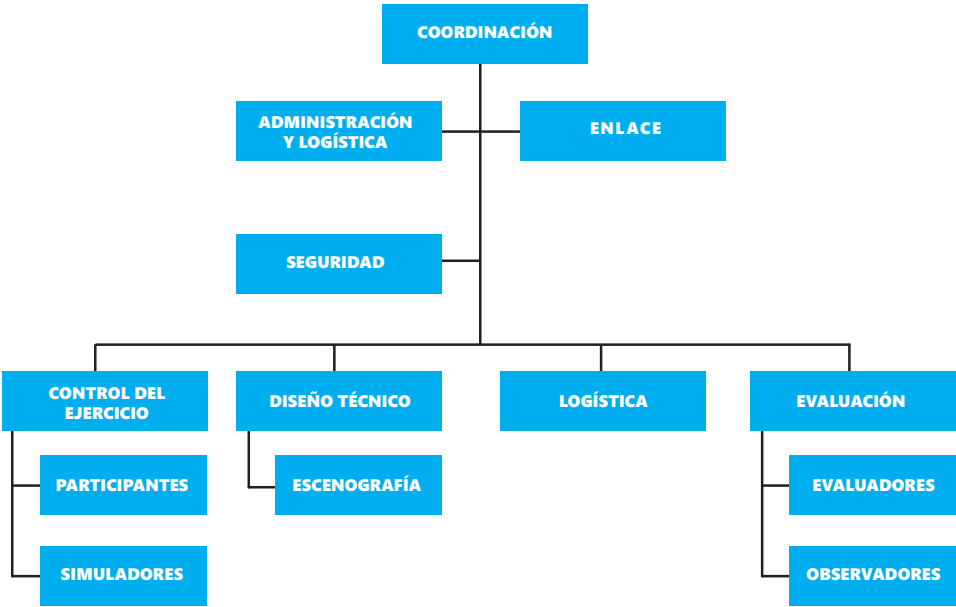 COORDINACIÓN
ADMINISTRACIÓN
Y LOGÍSTICA
ENLACE
SEGURIDAD
CONTROL DEL
EJERCICIO
DISEÑO TÉCNICO
LOGÍSTICA
EVALUACIÓN
PARTICIPANTES
ESCENOGRAFÍA
EVALUADORES
SIMULADORES
OBSERVADORES